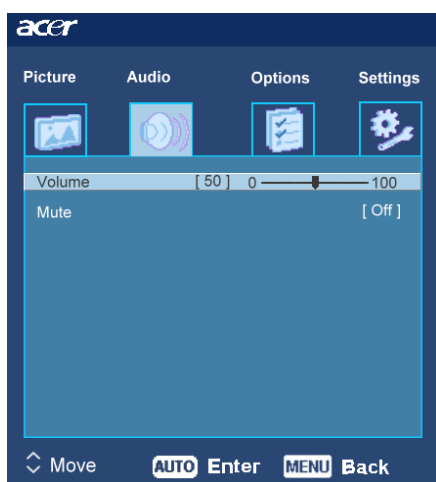 acer
Picture Audio Options Settings
Volume [ 50 ] 0 100
Mute [ Off ]
Move AUTO Enter MENU Back